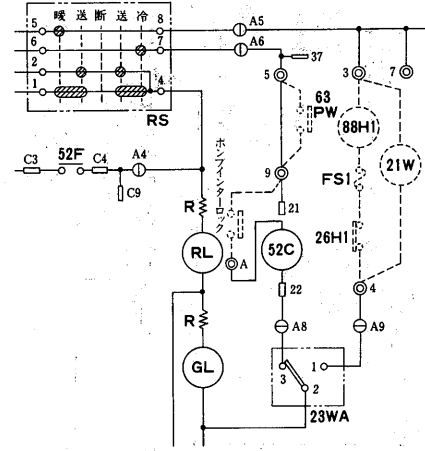 暖 送 断 送 冷
5 8 A5
6 7 A6
37
2
1 4
RS
5 3 7
63
PW
88H1
21W
52F
C3 C4 A4
C9
ポンプインターロック
9
FS1
R
21
26H1
RL
A
52C
22
4
R
A8 A9
GL
3 1
2
23WA